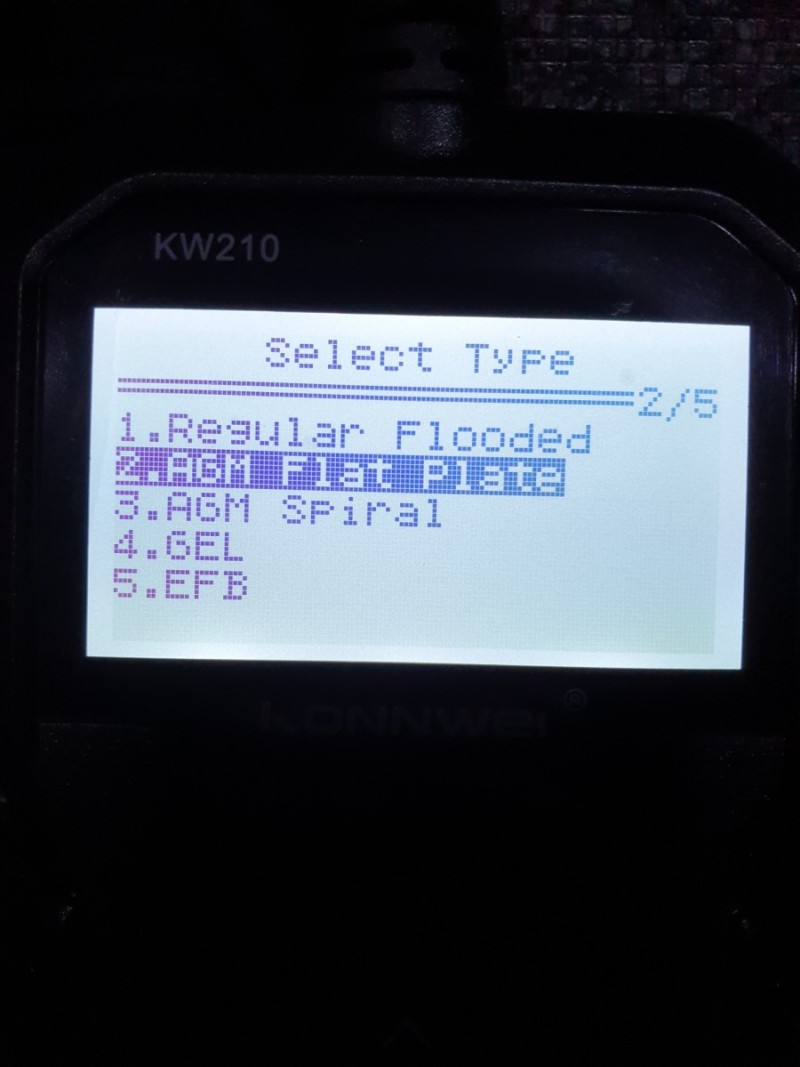 KW210
Select Type
2/5
1.Regular Flooded
2.AGM Flat Plate
3.AGM Spiral
4.GEL
5.EFB
KONNWEI®